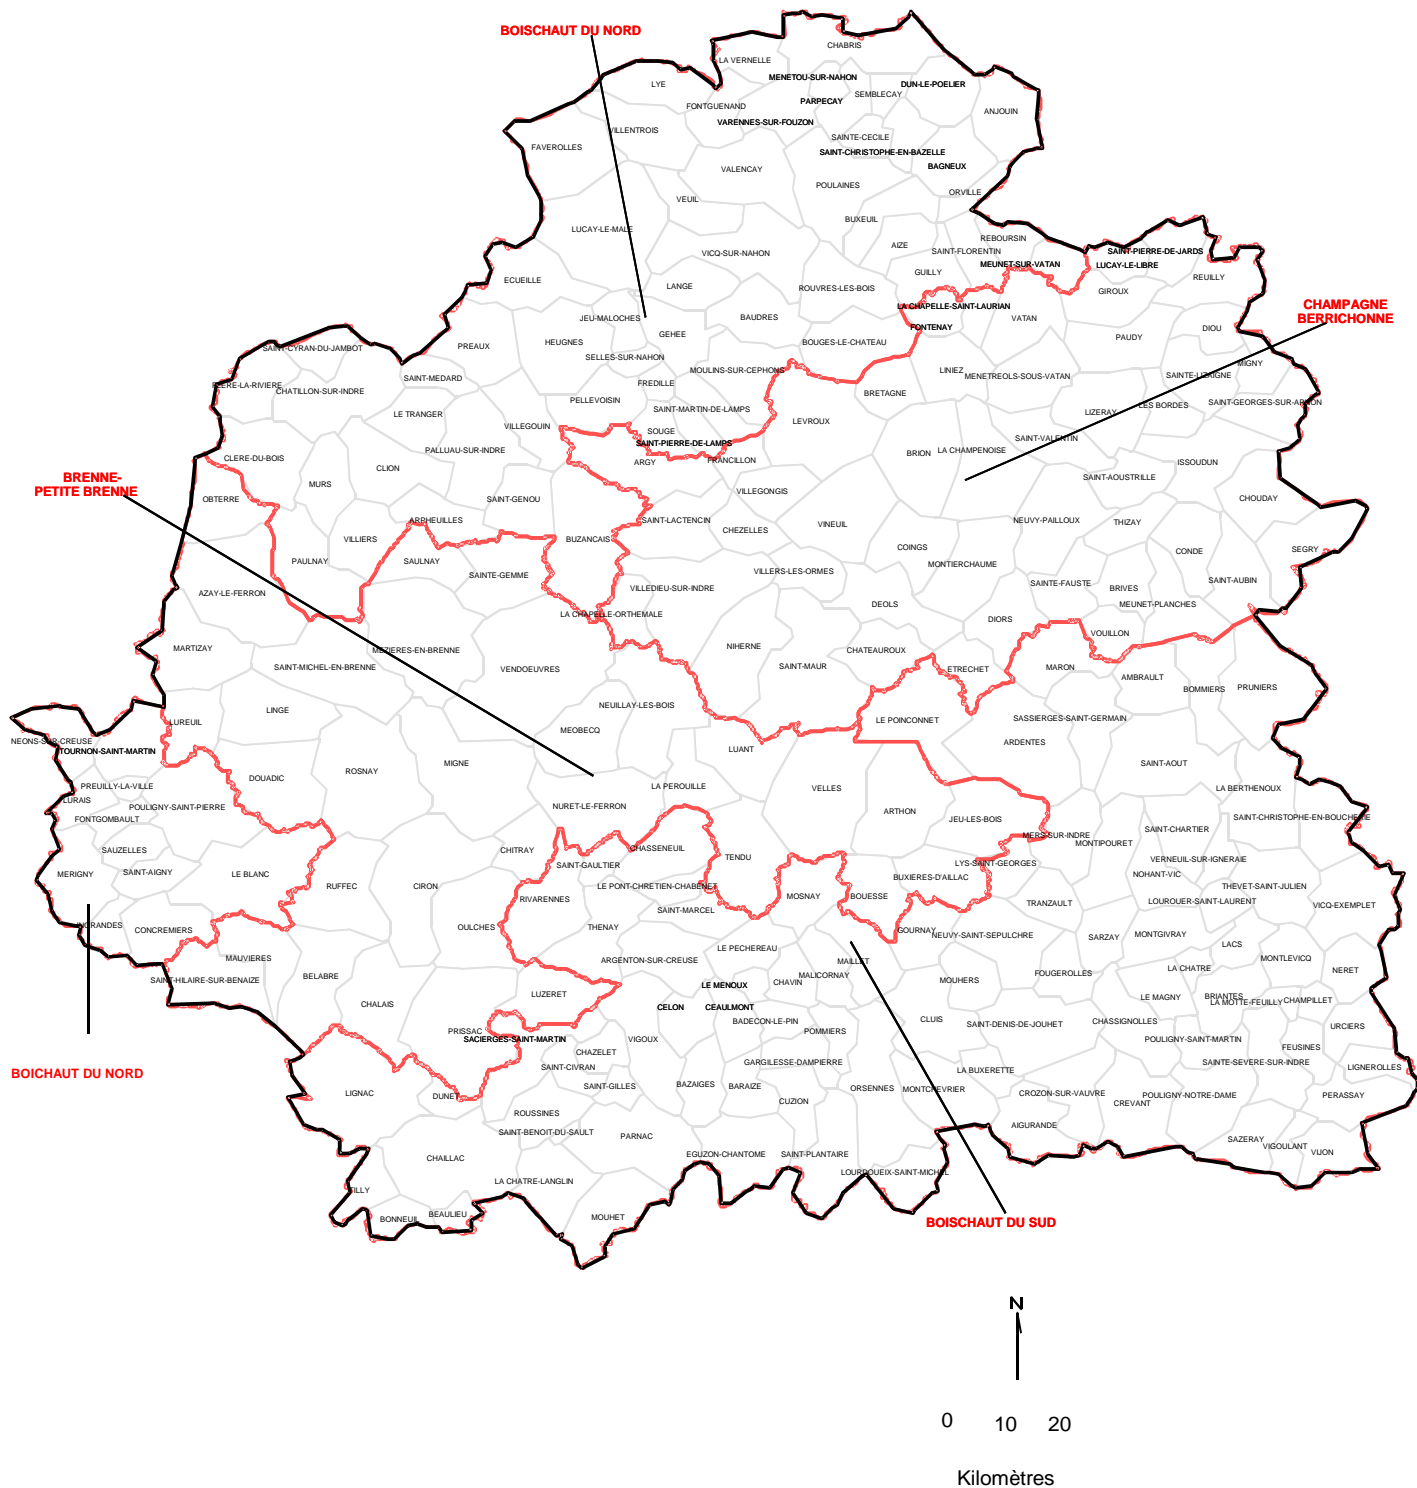 BOISCHAUT DU NORD
CHABRIS
LA VERNELLE
MENETOU-SUR-NAHON
DUN-LE-POELIER
LYE
SEMBLECAY
PARPECAY
FONTGUENAND
ANJOUIN
VARENNES-SUR-FOUZON
VILLENTROIS
SAINTE-CECILE
FAVEROLLES
SAINT-CHRISTOPHE-EN-BAZELLE
BAGNEUX
VALENCAY
POULAINES
ORVILLE
VEUIL
BUXEUIL
LUCAY-LE-MALE
REBOURSIN
AIZE
SAINT-FLORENTIN
SAINT-PIERRE-DE-JARDS
VICQ-SUR-NAHON
MEUNET-SUR-VATAN
LUCAY-LE-LIBRE
GUILLY
REUILLY
ECUEILLE
LANGE
ROUVRES-LES-BOIS
GIROUX
CHAMPAGNE
BERRICHONNE
LA CHAPELLE-SAINT-LAURIAN
JEU-MALOCHES
BAUDRES
VATAN
FONTENAY
DIOU
GEHEE
HEUGNES
BOUGES-LE-CHATEAU
PAUDY
PREAUX
SAINT-CYRAN-DU-JAMBOT
SELLES-SUR-NAHON
MIGNY
MOULINS-SUR-CEPHONS
LINIEZ
MENETREOLS-SOUS-VATAN
SAINTE-LIZAIGNE
SAINT-MEDARD
FREDILLE
FLERE-LA-RIVIERE
CHATILLON-SUR-INDRE
BRETAGNE
PELLEVOISIN
SAINT-MARTIN-DE-LAMPS
LES BORDES
SAINT-GEORGES-SUR-ARNON
LE TRANGER
LIZERAY
LEVROUX
VILLEGOUIN
SOUGE
SAINT-VALENTIN
SAINT-PIERRE-DE-LAMPS
PALLUAU-SUR-INDRE
LA CHAMPENOISE
BRION
CLERE-DU-BOIS
ARGY
FRANCILLON
ISSOUDUN
CLION
BRENNE-
PETITE BRENNE
SAINT-AOUSTRILLE
MURS
VILLEGONGIS
OBTERRE
SAINT-GENOU
CHOUDAY
ARPHEUILLES
SAINT-LACTENCIN
VINEUIL
NEUVY-PAILLOUX
THIZAY
CHEZELLES
VILLIERS
BUZANCAIS
COINGS
SEGRY
CONDE
PAULNAY
SAULNAY
MONTIERCHAUME
SAINTE-GEMME
VILLERS-LES-ORMES
SAINT-AUBIN
AZAY-LE-FERRON
VILLEDIEU-SUR-INDRE
SAINTE-FAUSTE
BRIVES
DEOLS
MEUNET-PLANCHES
LA CHAPELLE-ORTHEMALE
DIORS
VOUILLON
MARTIZAY
MEZIERES-EN-BRENNE
NIHERNE
CHATEAUROUX
SAINT-MICHEL-EN-BRENNE
VENDOEUVRES
SAINT-MAUR
ETRECHET
MARON
AMBRAULT
BOMMIERS
PRUNIERS
LINGE
NEUILLAY-LES-BOIS
LUREUIL
LE POINCONNET
SASSIERGES-SAINT-GERMAIN
MEOBECQ
NEONS-SUR-CREUSE
TOURNON-SAINT-MARTIN
ARDENTES
LUANT
MIGNE
SAINT-AOUT
ROSNAY
DOUADIC
PREUILLY-LA-VILLE
LA PEROUILLE
VELLES
LA BERTHENOUX
LURAIS
POULIGNY-SAINT-PIERRE
NURET-LE-FERRON
ARTHON
FONTGOMBAULT
JEU-LES-BOIS
SAINT-CHRISTOPHE-EN-BOUCHERIE
SAINT-CHARTIER
MERS-SUR-INDRE
MONTIPOURET
SAUZELLES
CHITRAY
CHASSENEUIL
TENDU
VERNEUIL-SUR-IGNERAIE
LYS-SAINT-GEORGES
SAINT-GAULTIER
MERIGNY
SAINT-AIGNY
LE BLANC
BUXIERES-D'AILLAC
NOHANT-VIC
RUFFEC
CIRON
LE PONT-CHRETIEN-CHABENET
THEVET-SAINT-JULIEN
RIVARENNES
MOSNAY
BOUESSE
TRANZAULT
LOUROUER-SAINT-LAURENT
VICQ-EXEMPLET
SAINT-MARCEL
INGRANDES
CONCREMIERS
OULCHES
THENAY
GOURNAY
NEUVY-SAINT-SEPULCHRE
SARZAY
MONTGIVRAY
LACS
LE PECHEREAU
MAUVIERES
ARGENTON-SUR-CREUSE
MAILLET
MONTLEVICQ
LA CHATRE
NERET
SAINT-HILAIRE-SUR-BENAIZE
BELABRE
MALICORNAY
FOUGEROLLES
CHAVIN
MOUHERS
LE MENOUX
LUZERET
LE MAGNY
BRIANTES
LA MOTTE-FEUILLY
CHAMPILLET
CHALAIS
CELON
CEAULMONT
BADECON-LE-PIN
CLUIS
SAINT-DENIS-DE-JOUHET
CHASSIGNOLLES
URCIERS
PRISSAC
POMMIERS
SACIERGES-SAINT-MARTIN
VIGOUX
POULIGNY-SAINT-MARTIN
FEUSINES
CHAZELET
GARGILESSE-DAMPIERRE
SAINTE-SEVERE-SUR-INDRE
SAINT-CIVRAN
LIGNEROLLES
BOICHAUT DU NORD
LA BUXERETTE
SAINT-GILLES
BAZAIGES
BARAIZE
ORSENNES
MONTCHEVRIER
LIGNAC
DUNET
CROZON-SUR-VAUVRE
POULIGNY-NOTRE-DAME
PERASSAY
CUZION
CREVANT
ROUSSINES
AIGURANDE
SAINT-BENOIT-DU-SAULT
PARNAC
SAZERAY
VIGOULANT
VIJON
CHAILLAC
EGUZON-CHANTOME
SAINT-PLANTAIRE
LOURDOUEIX-SAINT-MICHEL
LA CHATRE-LANGLIN
TILLY
BEAULIEU
BONNEUIL
MOUHET
BOISCHAUT DU SUD
N
0 10 20
Kilomètres